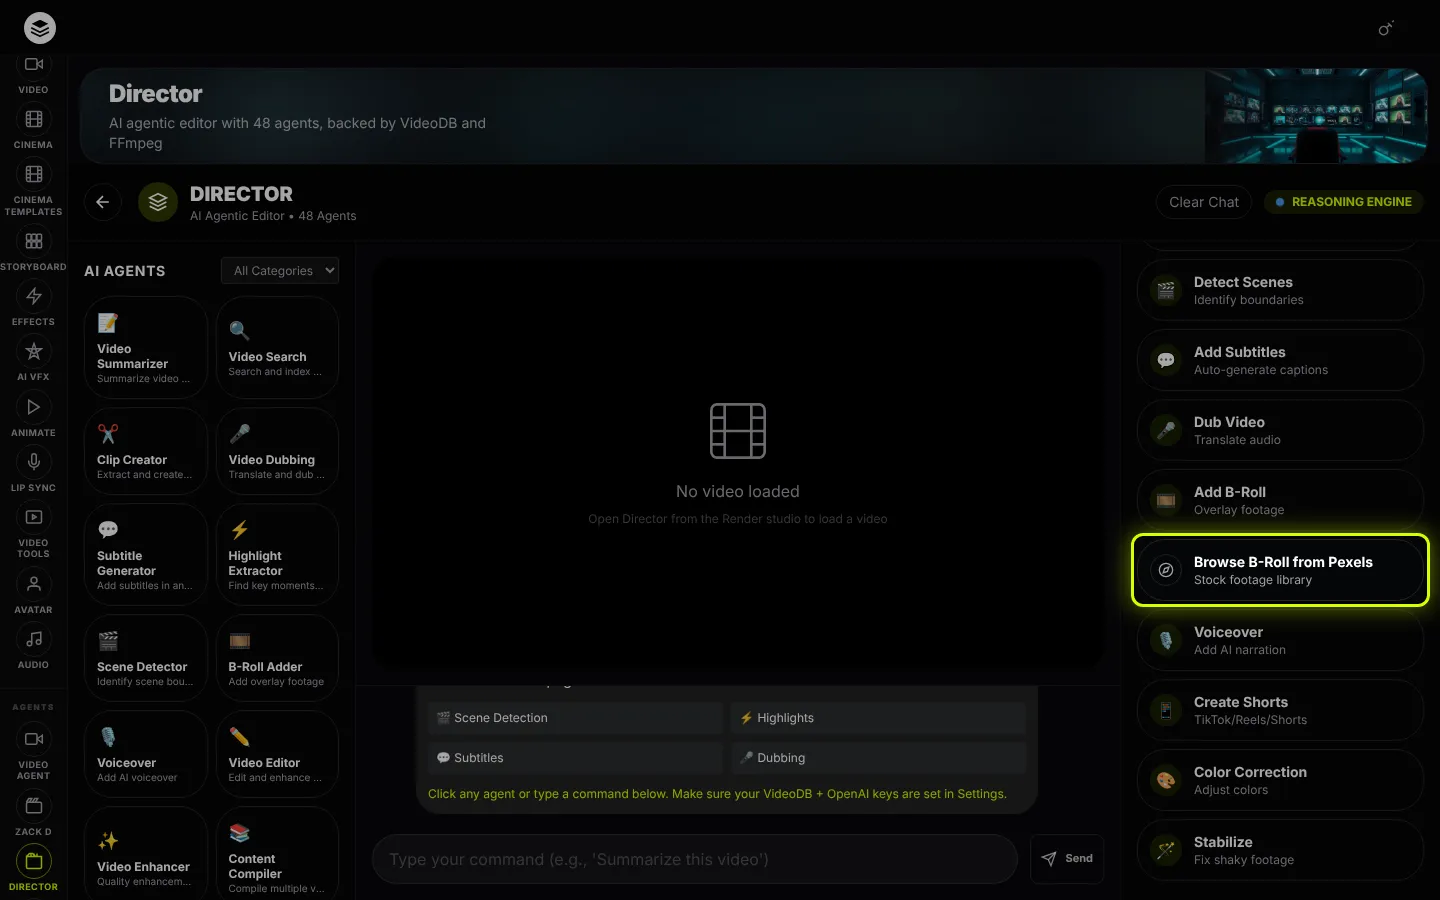 VIDEO
CINEMA
CINEMA
TEMPLATES
STORYBOARD
EFFECTS
AI VFX
ANIMATE
LIP SYNC
VIDEO
TOOLS
AVATAR
AUDIO
AGENTS
VIDEO
AGENT
ZACK D
DIRECTOR
Director
AI agentic editor with 48 agents, backed by VideoDB and
FFmpeg
DIRECTOR
AI Agentic Editor • 48 Agents
Clear Chat
REASONING ENGINE
AI AGENTS
All Categories
Video
Summarizer
Summarize video ...
Video Search
Search and index ...
Clip Creator
Extract and create...
Video Dubbing
Translate and dub ...
Subtitle
Generator
Add subtitles in an...
Highlight
Extractor
Find key moments...
Scene Detector
Identify scene bou...
B-Roll Adder
Add overlay footage
Voiceover
Add AI voiceover
Video Editor
Edit and enhance ...
Video Enhancer
Quality enhancem...
Content
Compiler
Compile multiple v...
No video loaded
Open Director from the Render studio to load a video
Scene Detection
Highlights
Subtitles
Dubbing
Click any agent or type a command below. Make sure your VideoDB + OpenAI keys are set in Settings.
Type your command (e.g., 'Summarize this video')
Send
Detect Scenes
Identify boundaries
Add Subtitles
Auto-generate captions
Dub Video
Translate audio
Add B-Roll
Overlay footage
Browse B-Roll from Pexels
Stock footage library
Voiceover
Add AI narration
Create Shorts
TikTok/Reels/Shorts
Color Correction
Adjust colors
Stabilize
Fix shaky footage